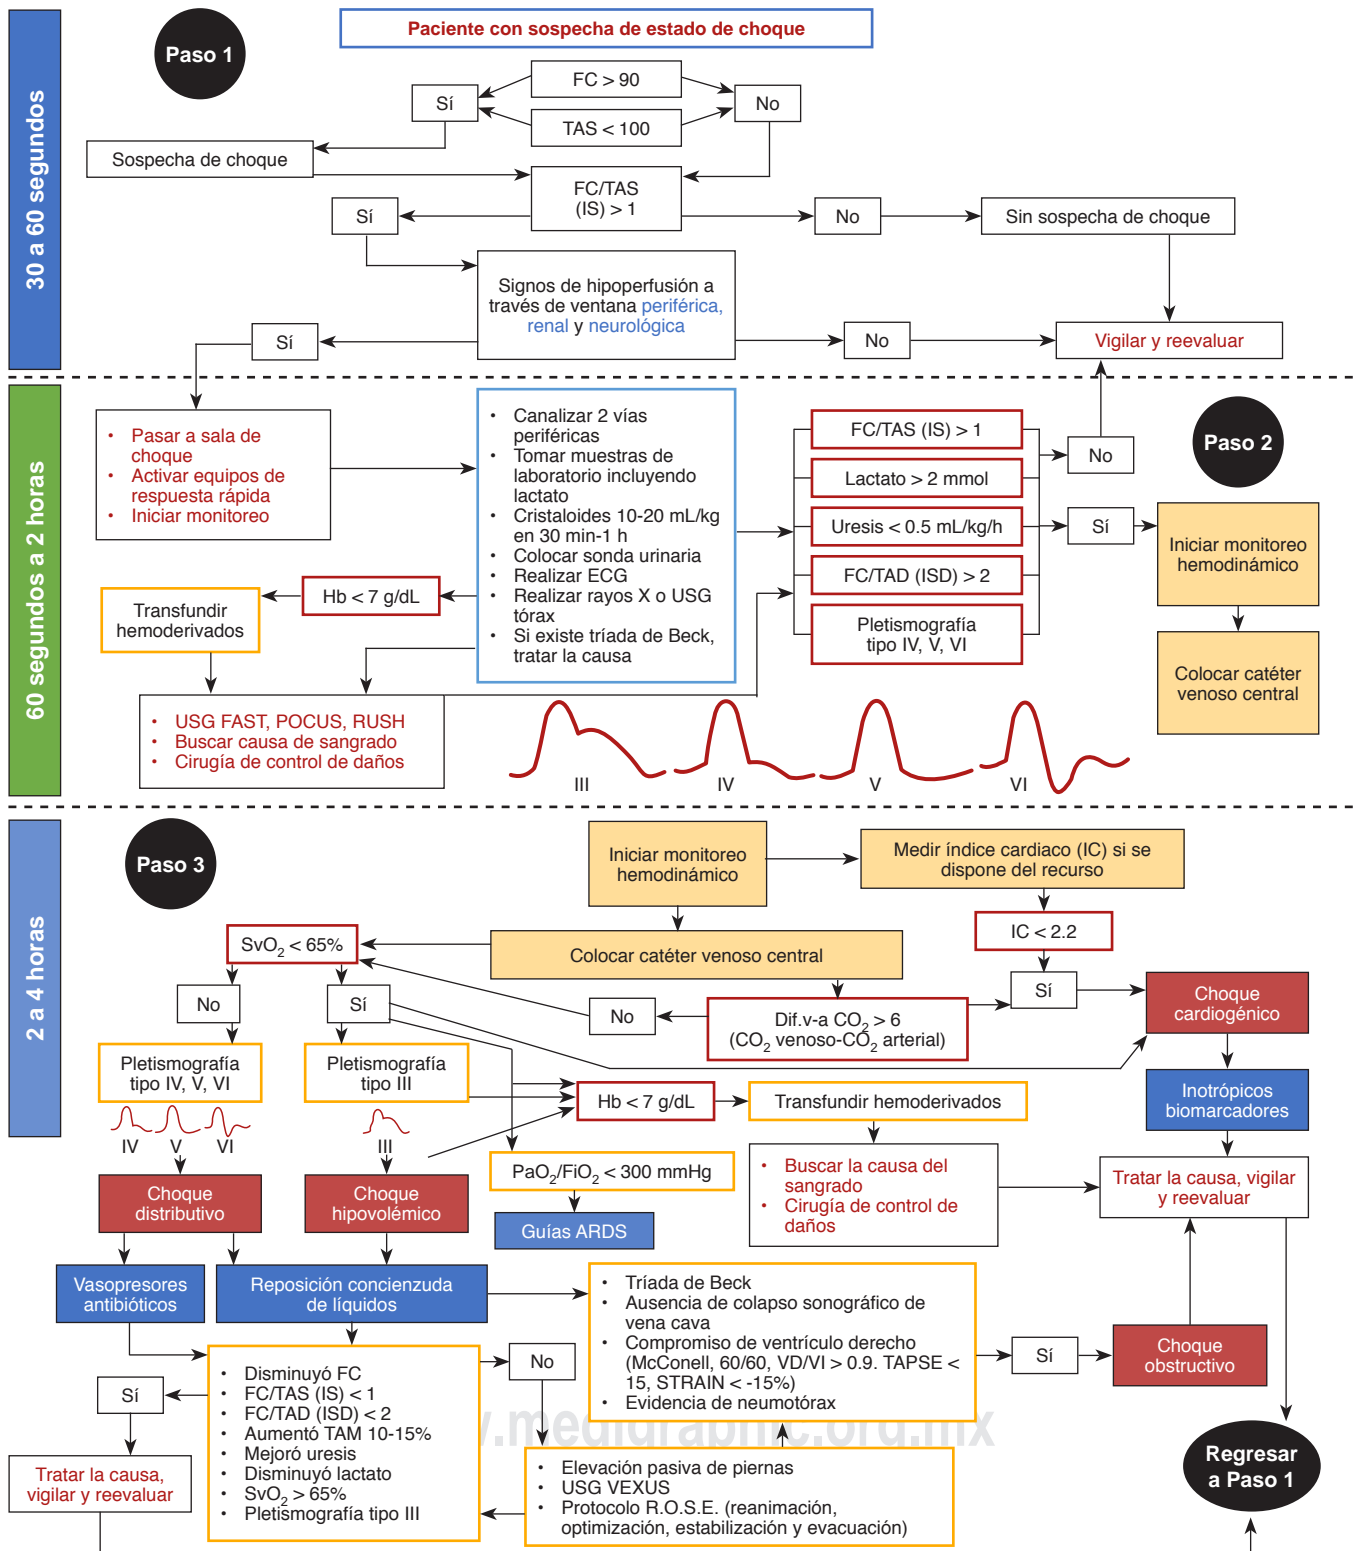 30 a 60 segundos
Paso 1
Paciente con sospecha de estado de choque
FC > 90
Sí
No
TAS < 100
Sospecha de choque
FC/TAS
(IS) > 1
Sí
No
Sin sospecha de choque
Signos de hipoperfusión a
través de ventana periférica,
renal y neurológica
Sí
No
Vigilar y reevaluar
60 segundos a 2 horas
Paso 2
• Pasar a sala de
choque
• Activar equipos de
respuesta rápida
• Iniciar monitoreo
• Canalizar 2 vías
periféricas
• Tomar muestras de
laboratorio incluyendo
lactato
• Cristaloides 10-20 mL/kg
en 30 min-1 h
• Colocar sonda urinaria
• Realizar ECG
• Realizar rayos X o USG
tórax
• Si existe tríada de Beck,
tratar la causa
FC/TAS (IS) > 1
Lactato > 2 mmol
Uresis < 0.5 mL/kg/h
FC/TAD (ISD) > 2
Pletismografía
tipo IV, V, VI
No
Sí
Iniciar monitoreo
hemodinámico
Colocar catéter
venoso central
Hb < 7 g/dL
Transfundir
hemoderivados
• USG FAST, POCUS, RUSH
• Buscar causa de sangrado
• Cirugía de control de daños
III
IV
V
VI
2 a 4 horas
Paso 3
Iniciar monitoreo
hemodinámico
Medir índice cardiaco (IC) si se
dispone del recurso
IC < 2.2
SvO2 < 65%
Colocar catéter venoso central
No
Sí
No
Dif.v-a CO2 > 6
(CO2 venoso-CO2 arterial)
Sí
Choque
cardiogénico
Pletismografía
tipo IV, V, VI
Pletismografía
tipo III
Hb < 7 g/dL
Transfundir hemoderivados
Inotrópicos
biomarcadores
IV
V
VI
III
PaO2/FiO2 < 300 mmHg
• Buscar la causa del
sangrado
• Cirugía de control de
daños
Tratar la causa, vigilar
y reevaluar
Choque
distributivo
Choque
hipovolémico
Guías ARDS
Vasopresores
antibióticos
Reposición concienzuda
de líquidos
• Tríada de Beck
• Ausencia de colapso sonográfico de
vena cava
• Compromiso de ventrículo derecho
(McConell, 60/60, VD/VI > 0.9. TAPSE <
15, STRAIN < -15%)
• Evidencia de neumotórax
Sí
Choque
obstructivo
• Disminuyó FC
• FC/TAS (IS) < 1
• FC/TAD (ISD) < 2
• Aumentó TAM 10-15%
• Mejoró uresis
• Disminuyó lactato
• SvO2 > 65%
• Pletismografía tipo III
No
Sí
Tratar la causa,
vigilar y reevaluar
• Elevación pasiva de piernas
• USG VEXUS
• Protocolo R.O.S.E. (reanimación,
optimización, estabilización y evacuación)
Regresar
a Paso 1
.medigraphic.org.mx